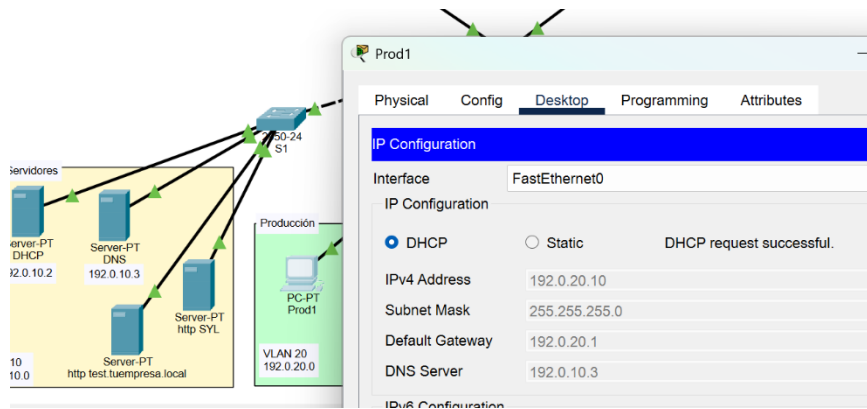 Prod1
Physical Config Desktop Programming Attributes
IP Configuration
Interface FastEthernet0
IP Configuration
DHCP Static DHCP request successful.
IPv4 Address 192.0.20.10
Subnet Mask 255.255.255.0
Default Gateway 192.0.20.1
DNS Server 192.0.10.3
IPv6 Configuration
50-24
S1
Servidores
Server-PT
DHCP
92.0.10.2
Server-PT
DNS
192.0.10.3
Server-PT
http SYL
Server-PT
http test.tuempresa.local
10
10.0
Producción
PC-PT
Prod1
VLAN 20
192.0.20.0